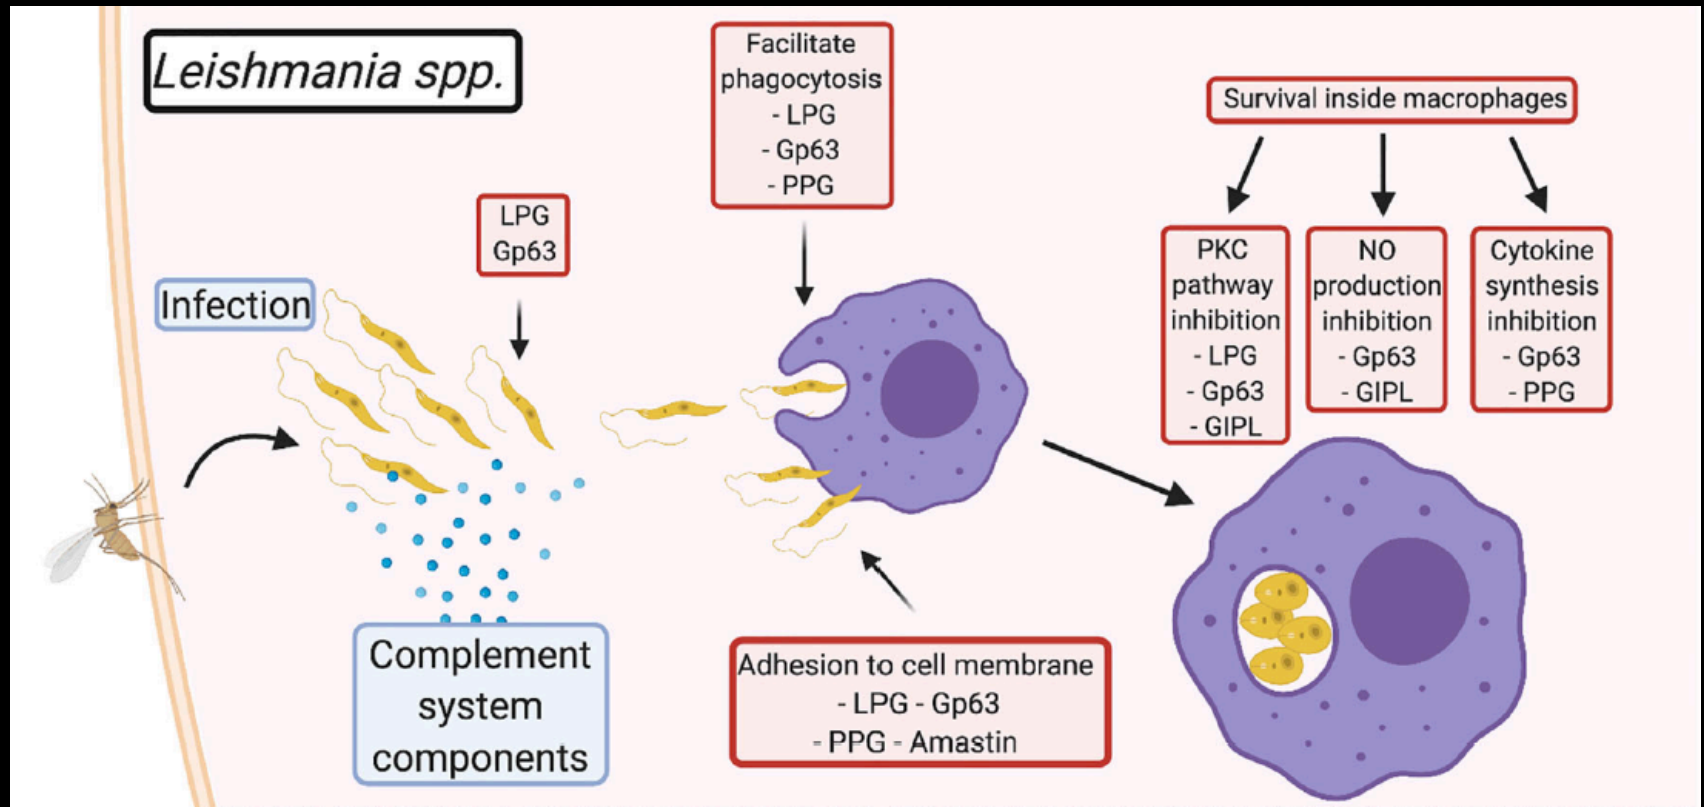 Leishmania spp.
Infection
LPG
Gp63
Complement
system
components
Facilitate
phagocytosis
- LPG
- Gp63
- PPG
Adhesion to cell membrane
- LPG - Gp63
- PPG - Amastin
Survival inside macrophages
PKC
pathway
inhibition
- LPG
- Gp63
- GIPL
NO
production
inhibition
- Gp63
- GIPL
Cytokine
synthesis
inhibition
- Gp63
- PPG